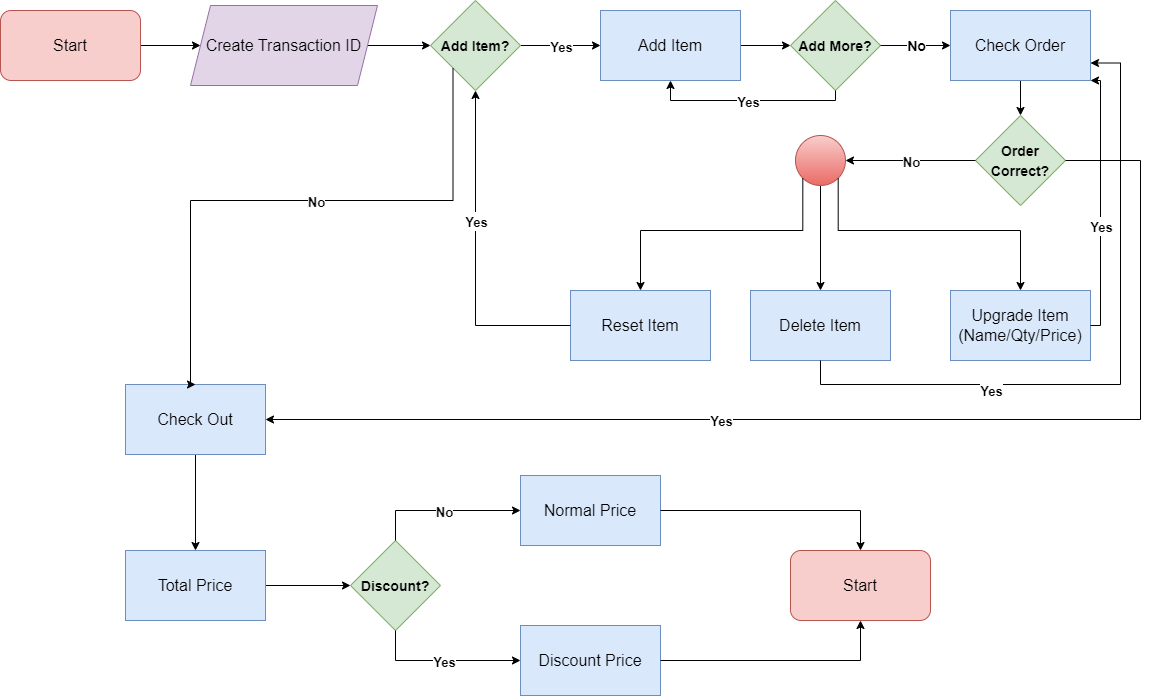 Start
Create Transaction ID
Add Item?
Yes
Add Item
Add More?
No
Check Order
Yes
Order
Correct?
No
No
Yes
Yes
Reset Item
Delete Item
Upgrade Item
(Name/Qty/Price)
Yes
Check Out
Yes
Normal Price
No
Total Price
Discount?
Start
Yes
Discount Price